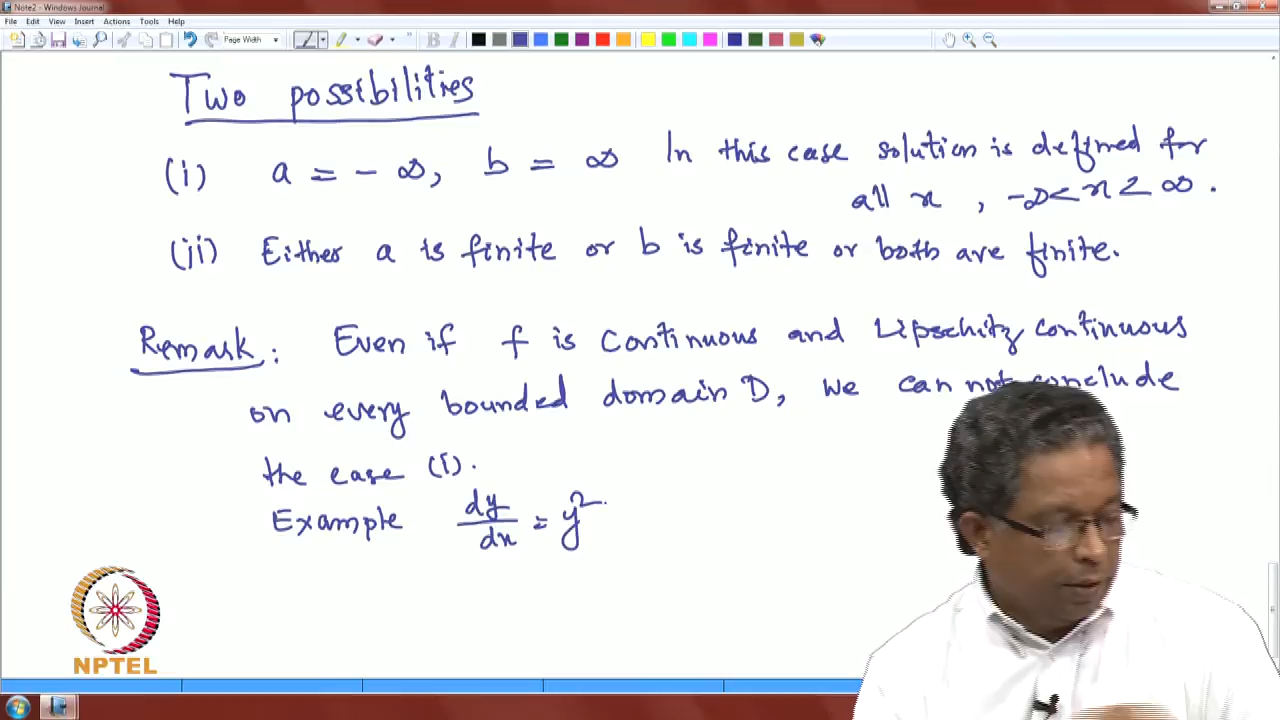 Note2 - Windows Journal
File Edit View Insert Actions Tools Help
Page Width
Two possibilities
(i) a = - ∞, b = ∞ In this case solution is defined for
all x , -∞ < x < ∞ .
(ii) Either a is finite or b is finite or both are finite.
Remark: Even if f is continuous and Lipschitz continuous
on every bounded domain D, we can not conclude
the case (i).
Example dy/dx = y²
NPTEL